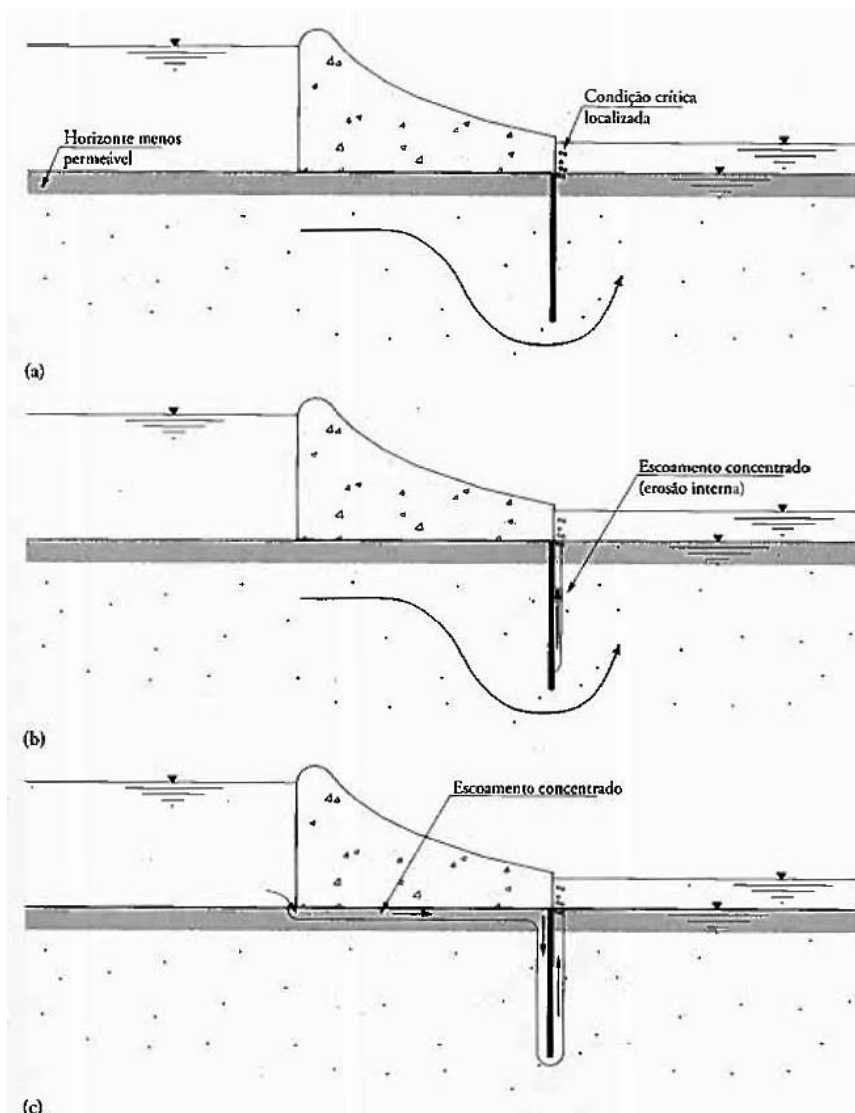 Condição crítica
localizada
Horizonte menos
permeável
(a)
Escoamento concentrado
(erosão interna)
(b)
Escoamento concentrado
(c)